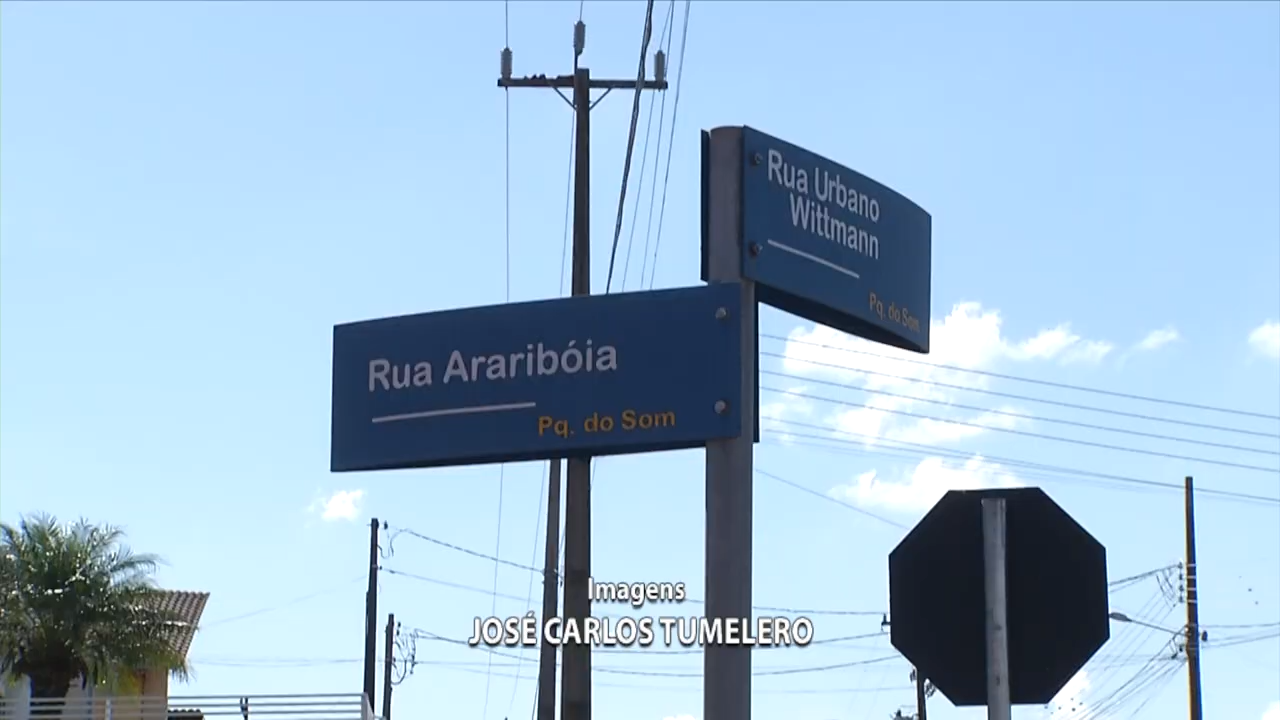 Rua Urbano
Wittmann
Pq. do Som
Rua Araribóia
Pq. do Som
Imagens
JOSÉ CARLOS TUMELERO